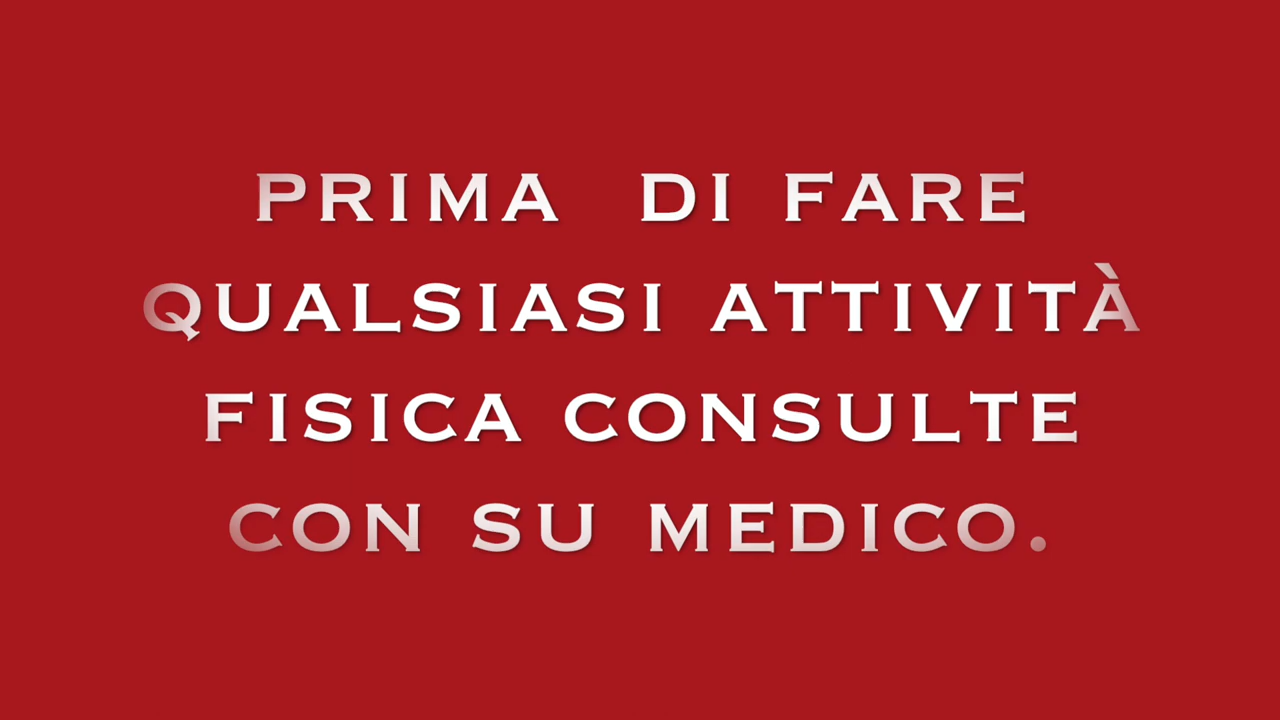 PRIMA DI FARE
QUALSIASI ATTIVITÀ
FISICA CONSULTE
CON SU MEDICO.